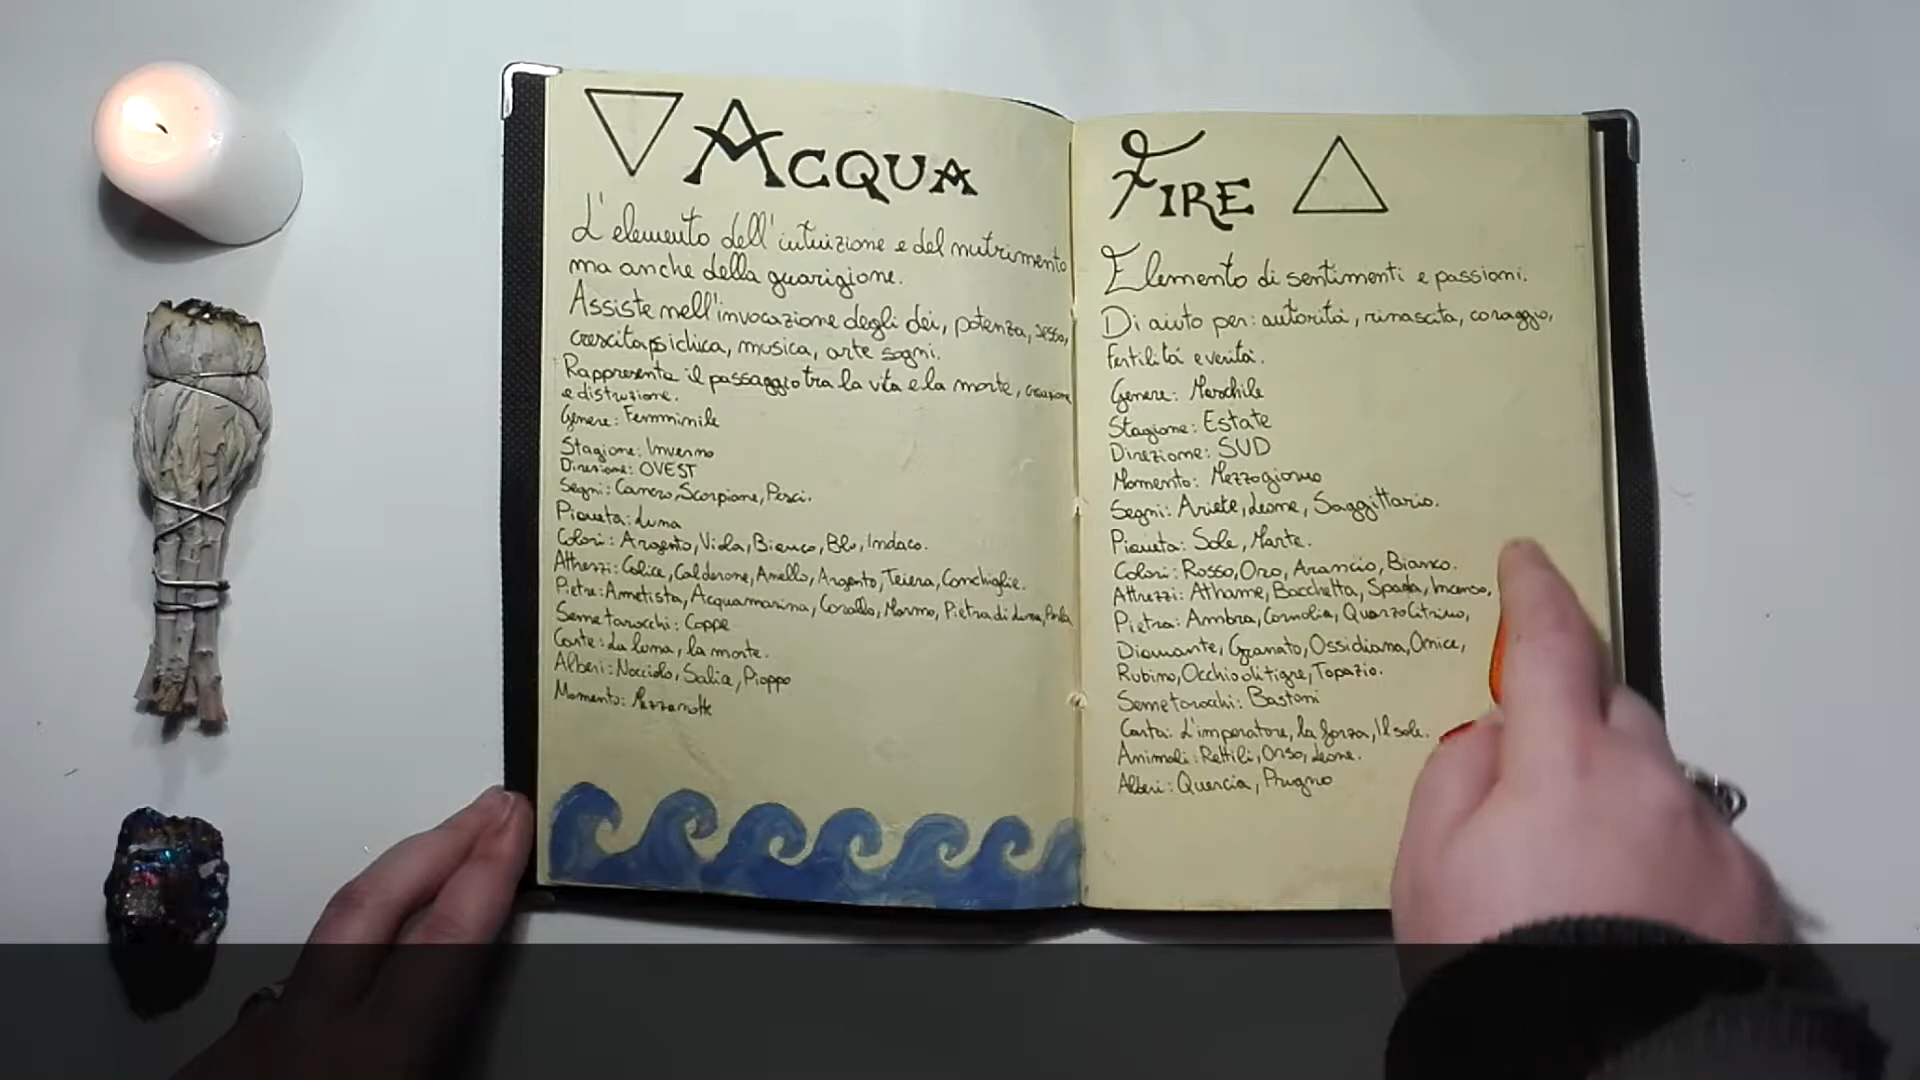 Acqua
L'elemento dell'intuizione e del nutrimento
ma anche della guarigione.
Assiste nell'invocazione degli dei, potenza, sesso,
crescita psichica, musica, arte sogni.
Rappresenta il passaggio tra la vita e la morte, creazione
e distruzione.
Genere: Femminile
Stagione: Inverno
Direzione: OVEST
Segni: Cancro, Scorpione, Pesci.
Pianeta: Luna
Colori: Argento, Viola, Bianco, Blu, Indaco.
Attrezzi: Calice, Calderone, Anello, Argento, Teiera, Conchiglie.
Pietre: Ametista, Acquamarina, Corallo, Marmo, Pietra di luna, Perla
Seme tarocchi: Coppe
Carte: La luna, la morte.
Alberi: Nocciolo, Salia, Pioppo
Momento: Mezzanotte
Fire
Elemento di sentimenti e passioni.
Di aiuto per: autorità, rinascita, coraggio,
Fertilità e verità.
Genere: Maschile
Stagione: Estate
Direzione: SUD
Momento: Mezzogiorno
Segni: Ariete, Leone, Saggittario.
Pianeta: Sole, Marte.
Colori: Rosso, Oro, Arancio, Bianco.
Attrezzi: Athame, Bacchetta, Spada, Incenso,
Pietra: Ambra, Corniola, Quarzo Citrino,
Diamante, Granato, Ossidiana, Onice,
Rubino, Occhio di tigre, Topazio.
Seme tarocchi: Bastoni
Carta: L'imperatore, la forza, Il sole.
Animali: Rettili, Orso, Leone.
Alberi: Quercia, Prugno